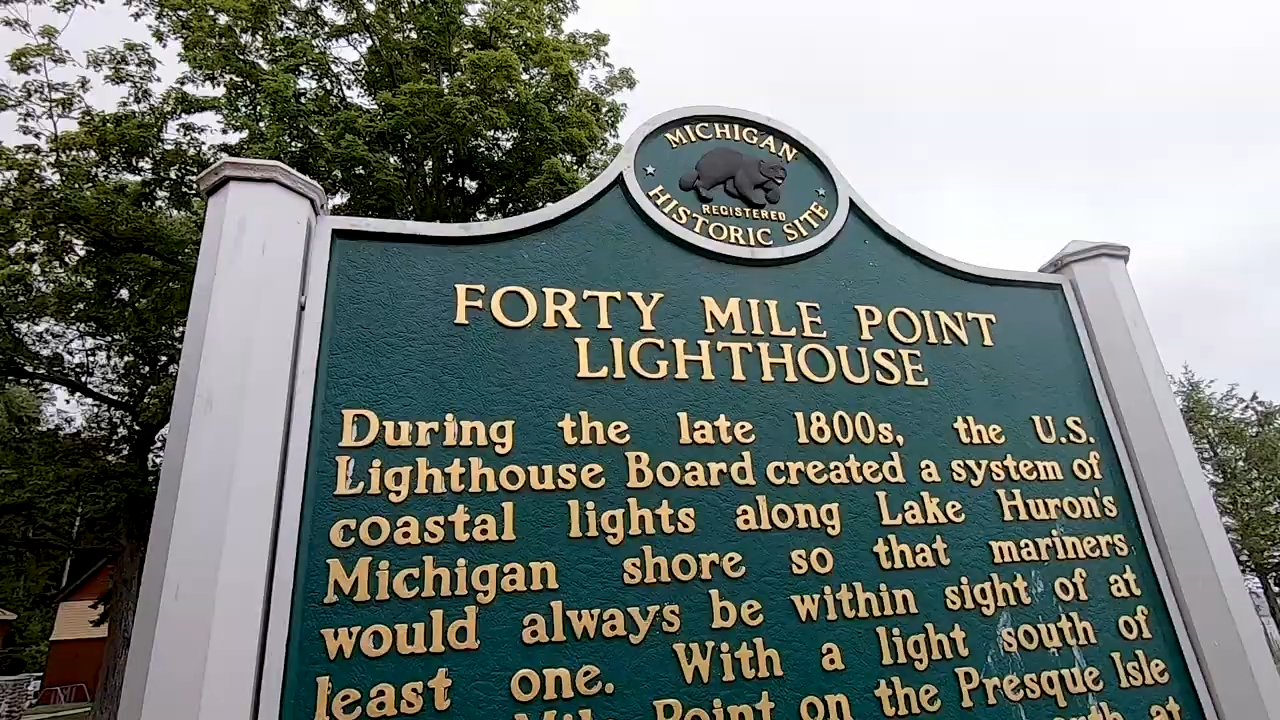 MICHIGAN
REGISTERED
HISTORIC SITE
FORTY MILE POINT
LIGHTHOUSE
During the late 1800s, the U.S.
Lighthouse Board created a system of
coastal lights along Lake Huron's
Michigan shore so that mariners
would always be within sight of at
least one. With a light south of
Mile Point on the Presque Isle
at